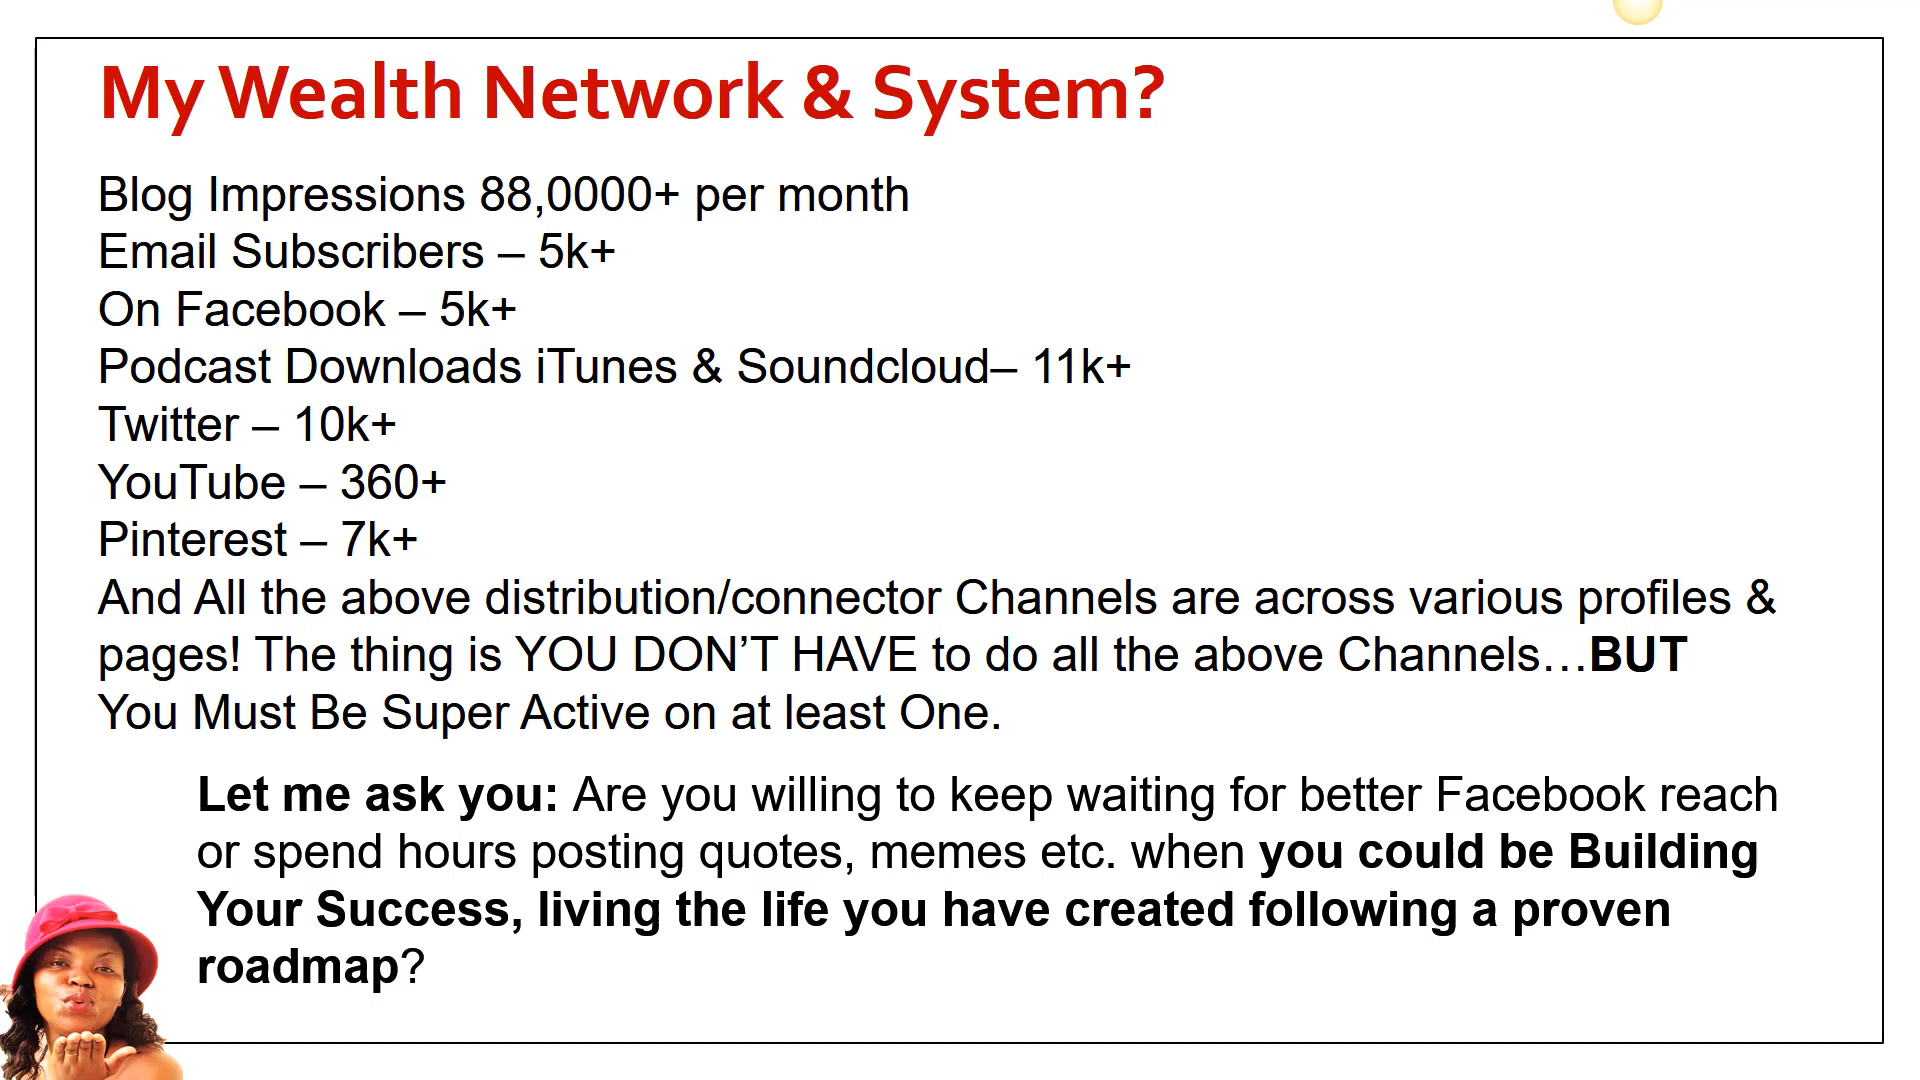 My Wealth Network & System?
Blog Impressions 88,0000+ per month
Email Subscribers – 5k+
On Facebook – 5k+
Podcast Downloads iTunes & Soundcloud– 11k+
Twitter – 10k+
YouTube – 360+
Pinterest – 7k+
And All the above distribution/connector Channels are across various profiles &
pages! The thing is YOU DON’T HAVE to do all the above Channels…BUT
You Must Be Super Active on at least One.
Let me ask you: Are you willing to keep waiting for better Facebook reach
or spend hours posting quotes, memes etc. when you could be Building
Your Success, living the life you have created following a proven
roadmap?